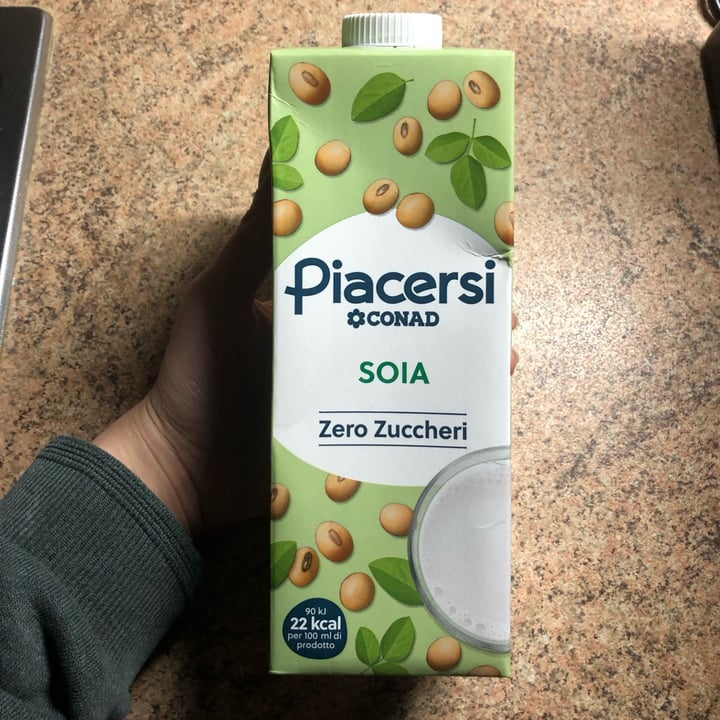 Piacersi
CONAD
SOIA
Zero Zuccheri
90 kJ
22 kcal
per 100 ml di
prodotto